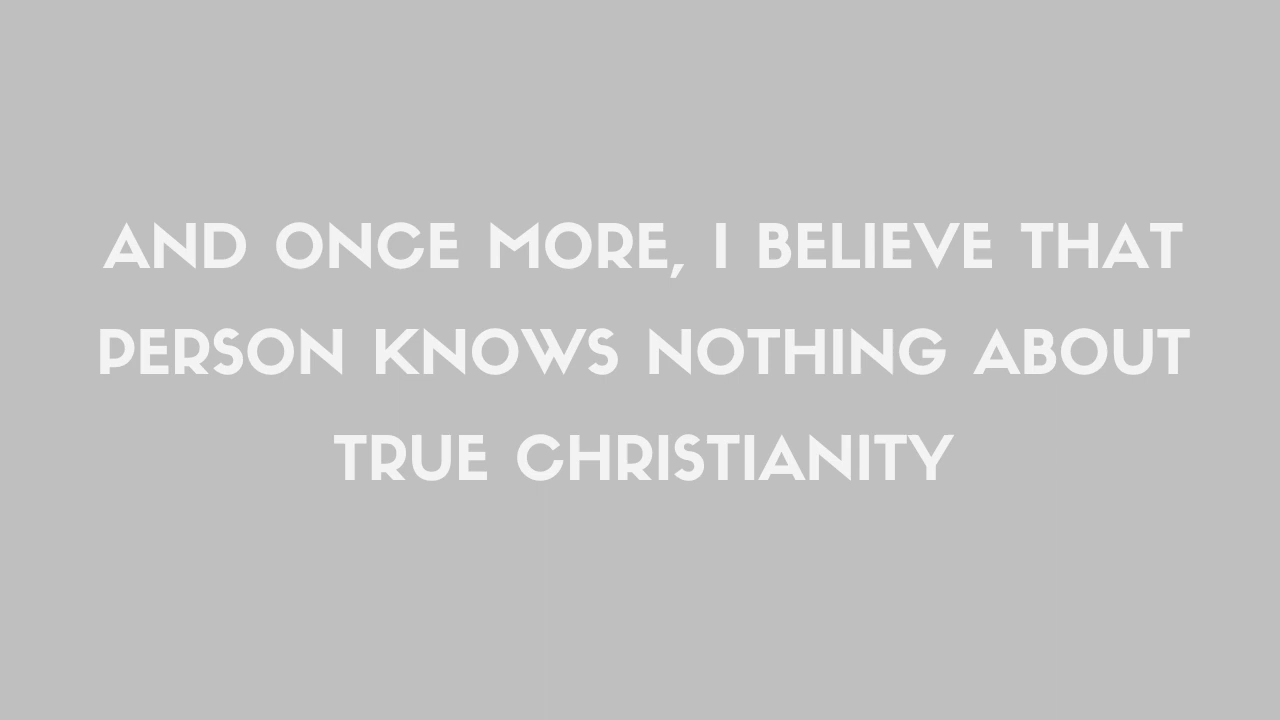 AND ONCE MORE, I BELIEVE THAT
PERSON KNOWS NOTHING ABOUT
TRUE CHRISTIANITY